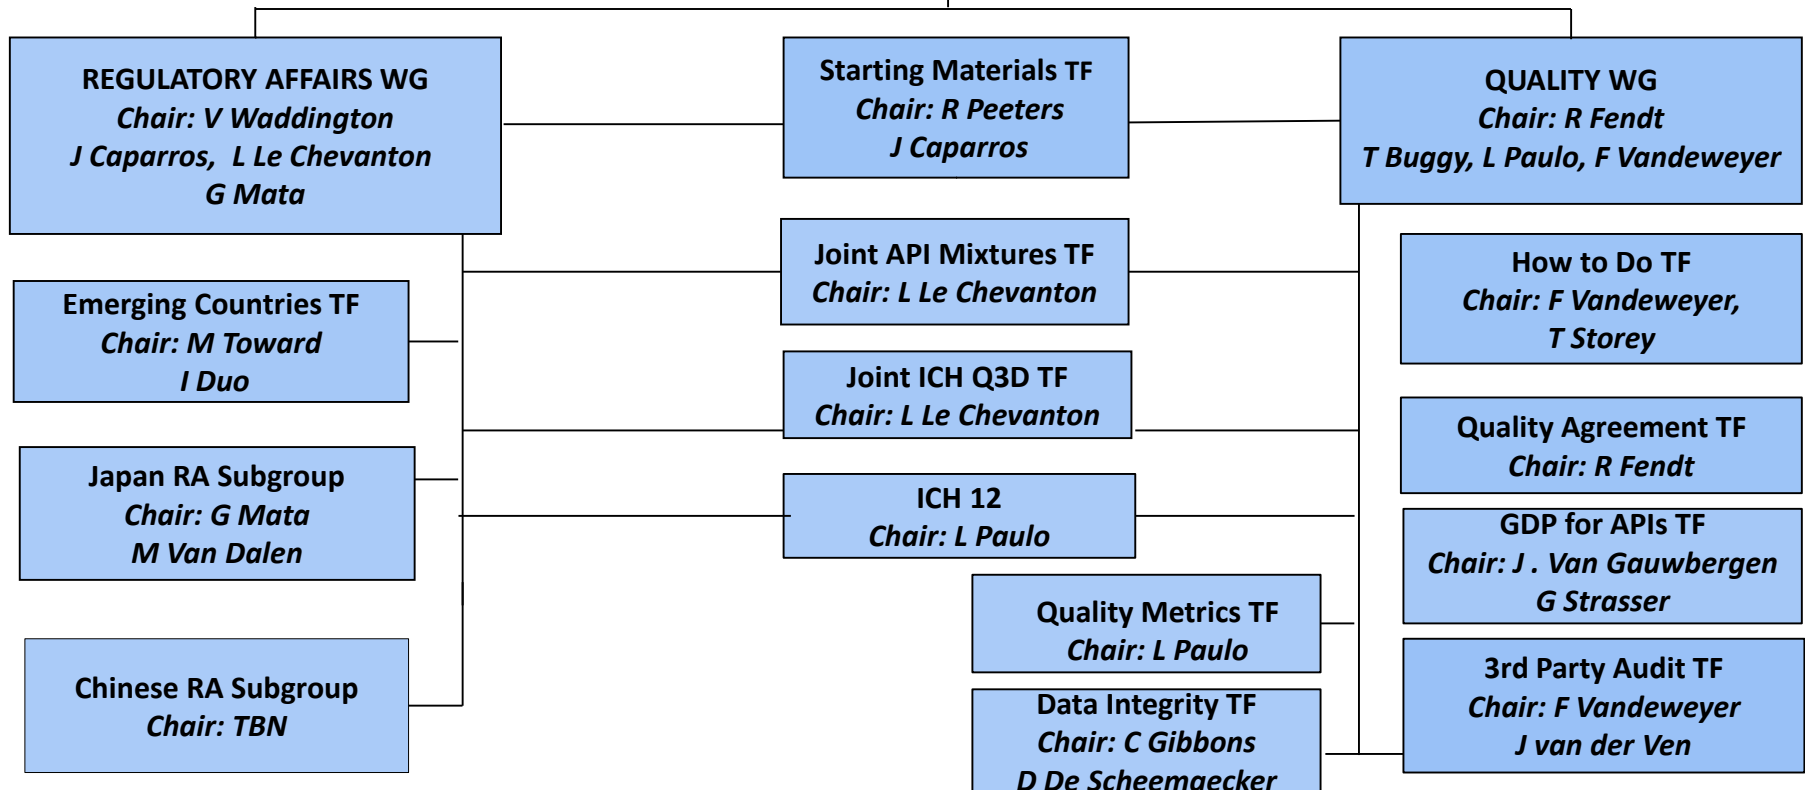 REGULATORY AFFAIRS WG
Chair: V Waddington
J Caparros, L Le Chevanton
G Mata
Starting Materials TF
Chair: R Peeters
J Caparros
QUALITY WG
Chair: R Fendt
T Buggy, L Paulo, F Vandeweyer
Joint API Mixtures TF
Chair: L Le Chevanton
How to Do TF
Chair: F Vandeweyer,
T Storey
Emerging Countries TF
Chair: M Toward
I Duo
Joint ICH Q3D TF
Chair: L Le Chevanton
Quality Agreement TF
Chair: R Fendt
Japan RA Subgroup
Chair: G Mata
M Van Dalen
ICH 12
Chair: L Paulo
GDP for APIs TF
Chair: J . Van Gauwbergen
G Strasser
Quality Metrics TF
Chair: L Paulo
Chinese RA Subgroup
Chair: TBN
3rd Party Audit TF
Chair: F Vandeweyer
J van der Ven
Data Integrity TF
Chair: C Gibbons
D De Scheemaecker